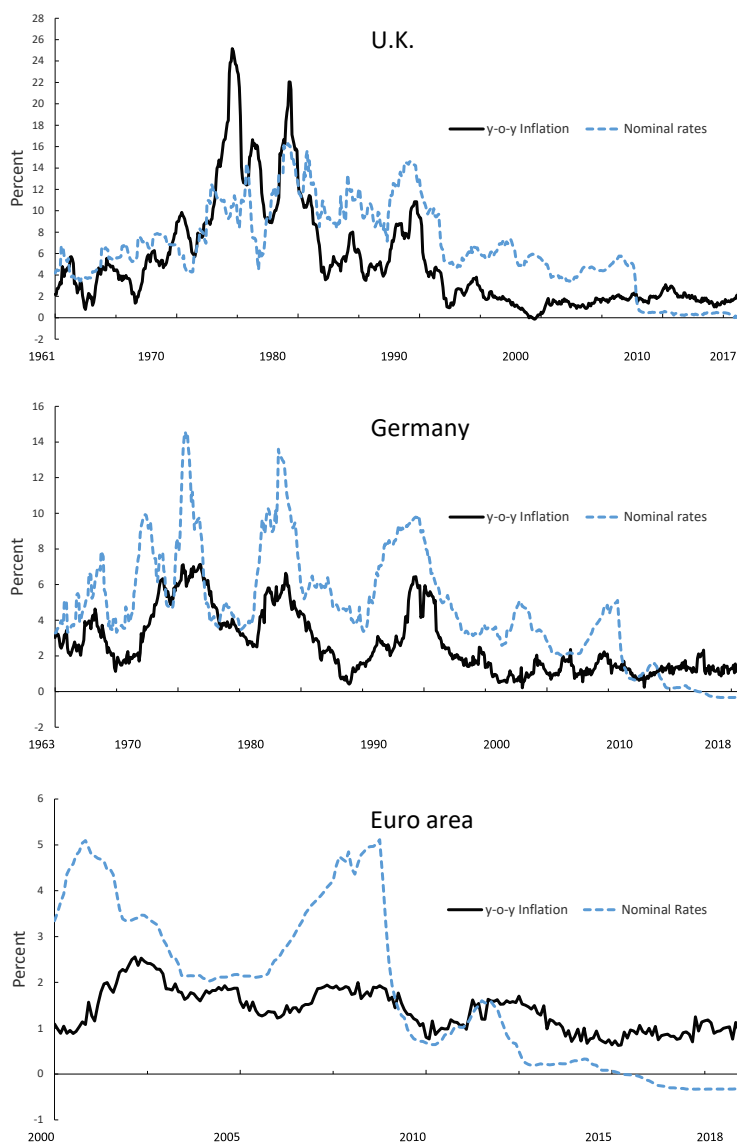 U.K.
28
26
24
22
20
18
16
14
12
10
8
6
4
2
0
-2
Percent
y-o-y Inflation Nominal rates
1961 1970 1980 1990 2000 2010 2017
Germany
16
14
12
10
8
6
4
2
0
-2
Percent
y-o-y Inflation Nominal rates
1963 1970 1980 1990 2000 2010 2018
Euro area
6
5
4
3
2
1
0
-1
Percent
y-o-y Inflation Nominal Rates
2000 2005 2010 2015 2018